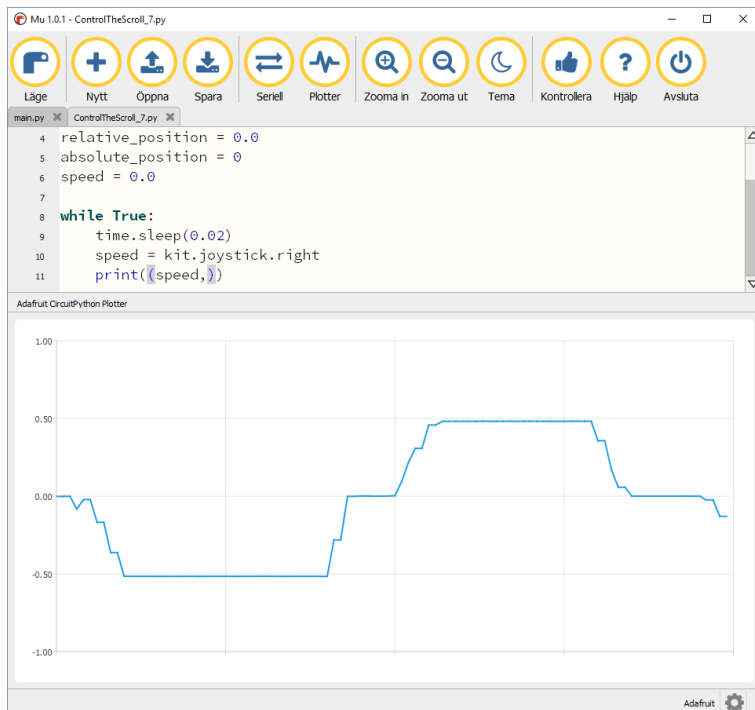 Mu 1.0.1 - ControlTheScroll_7.py
Läge Nytt Öppna Spara Seriell Plotter Zooma in Zooma ut Tema Kontrollera Hjälp Avsluta
main.py ControlTheScroll_7.py
4 relative_position = 0.0
5 absolute_position = 0
6 speed = 0.0
7
8 while True:
9     time.sleep(0.02)
10     speed = kit.joystick.right
11     print((speed,))
Adafruit CircuitPython Plotter
1.00
0.50
0.00
-0.50
-1.00
Adafruit